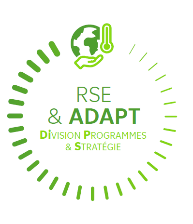 RSE
& ADAPT
DIVISION PROGRAMMES
& STRATÉGIE